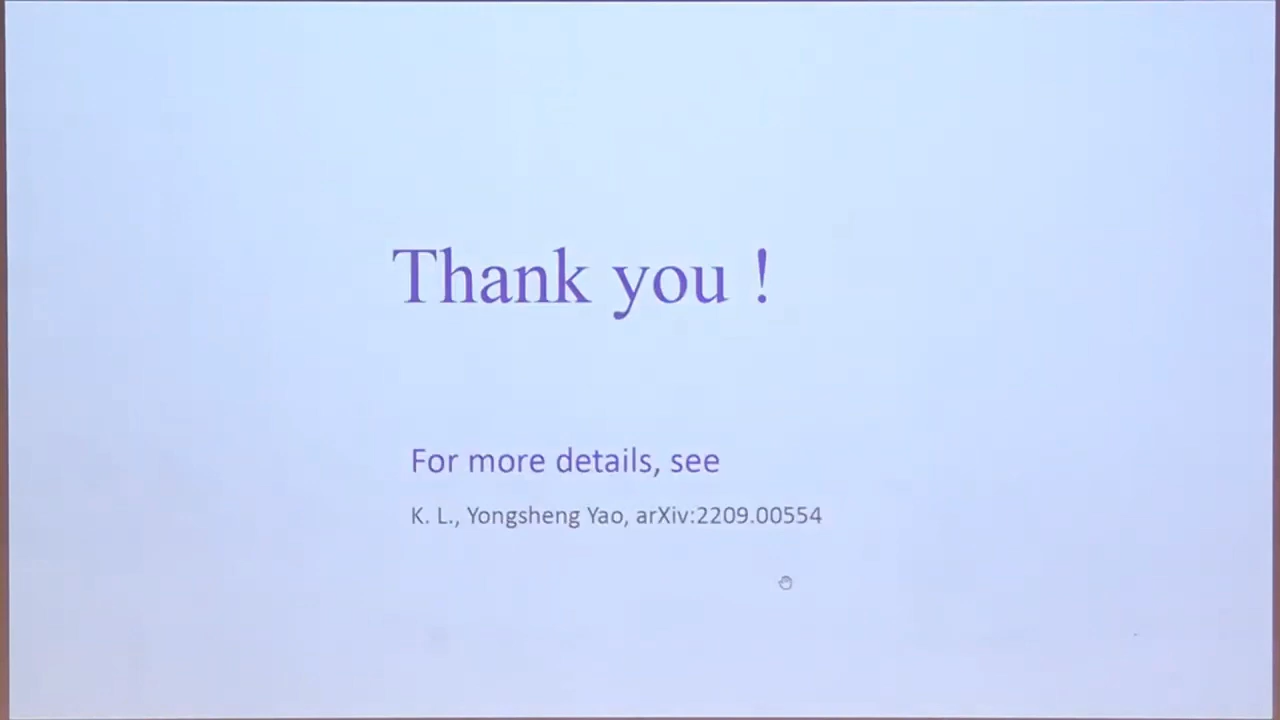 Thank you !
For more details, see
K. L., Yongsheng Yao, arXiv:2209.00554